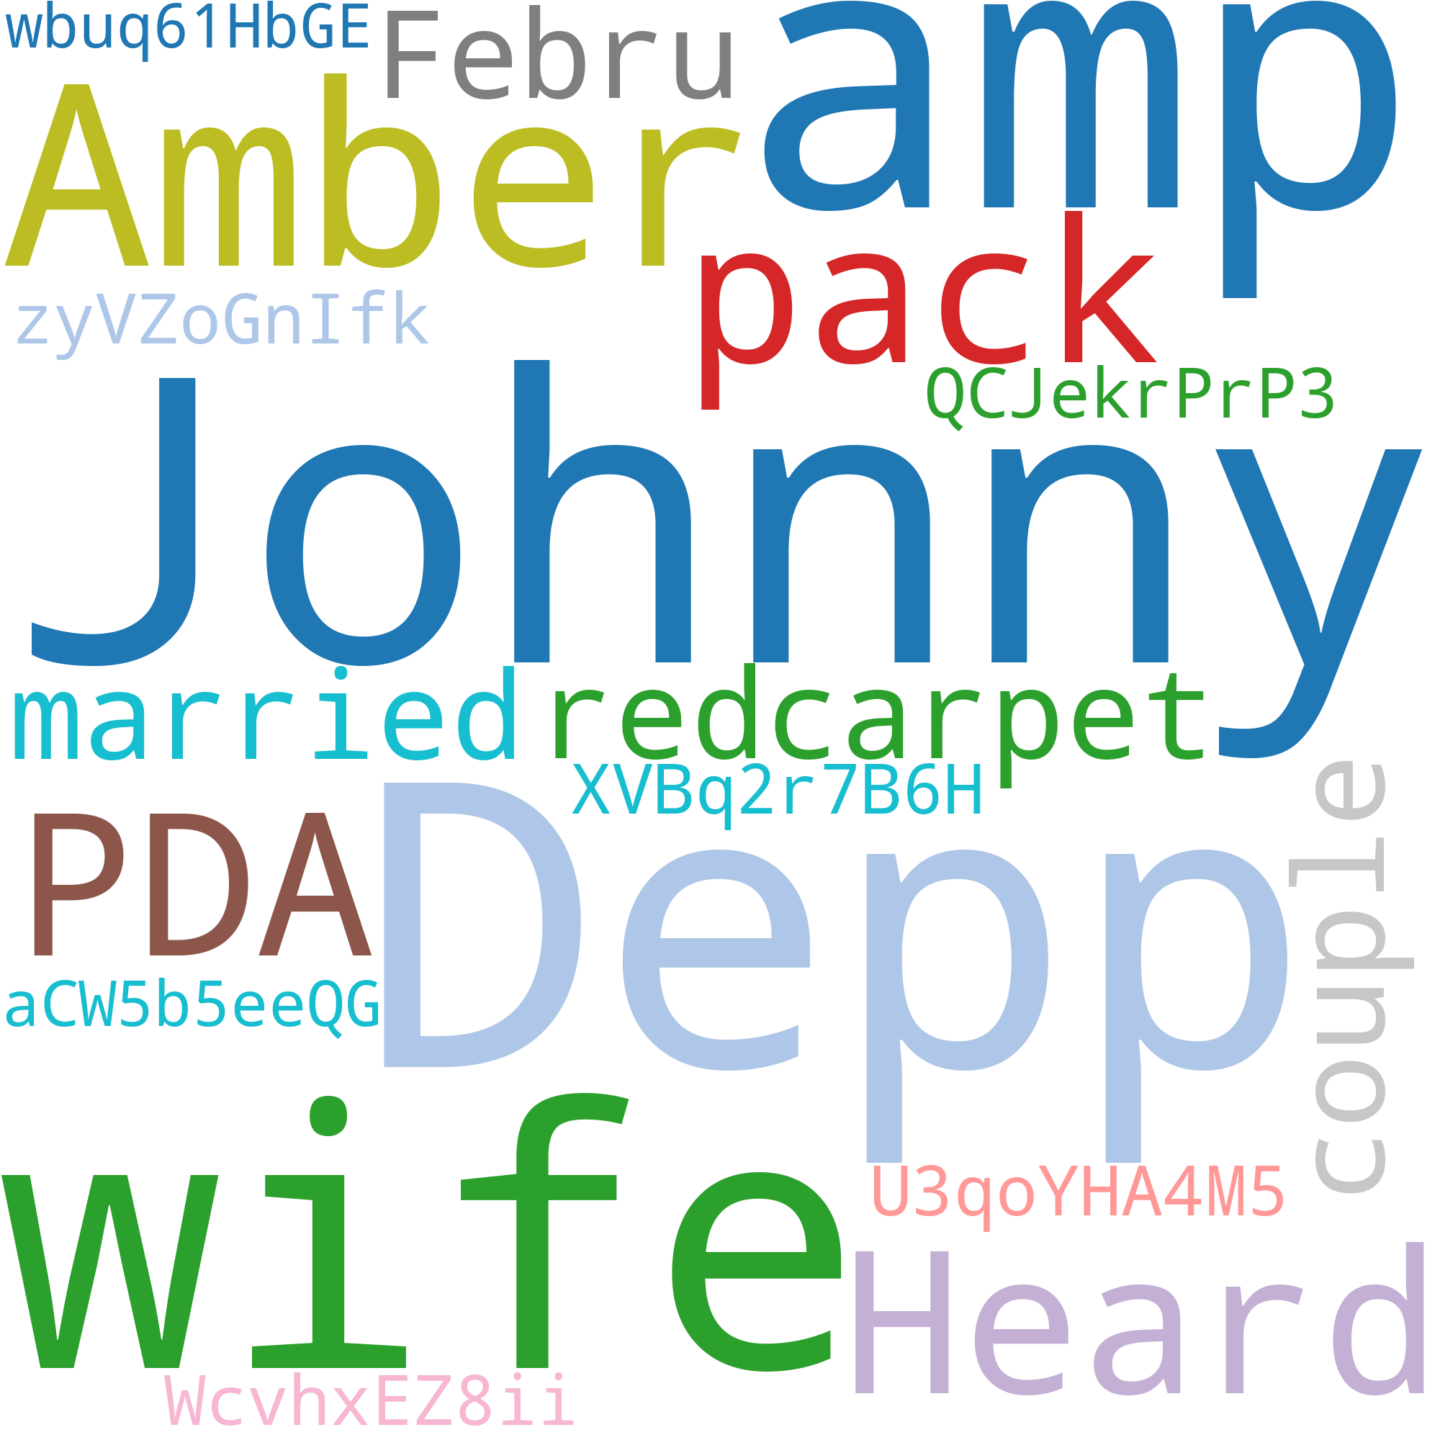 wbuq61HbGE
Febru
amp
Amber
pack
zyVZoGnIfk
QCJekrPrP3
Johnny
married
redcarpet
XVBq2r7B6H
PDA
Depp
couple
aCW5b5eeQG
wife
U3qoYHA4M5
Heard
WcvhxEZ8ii